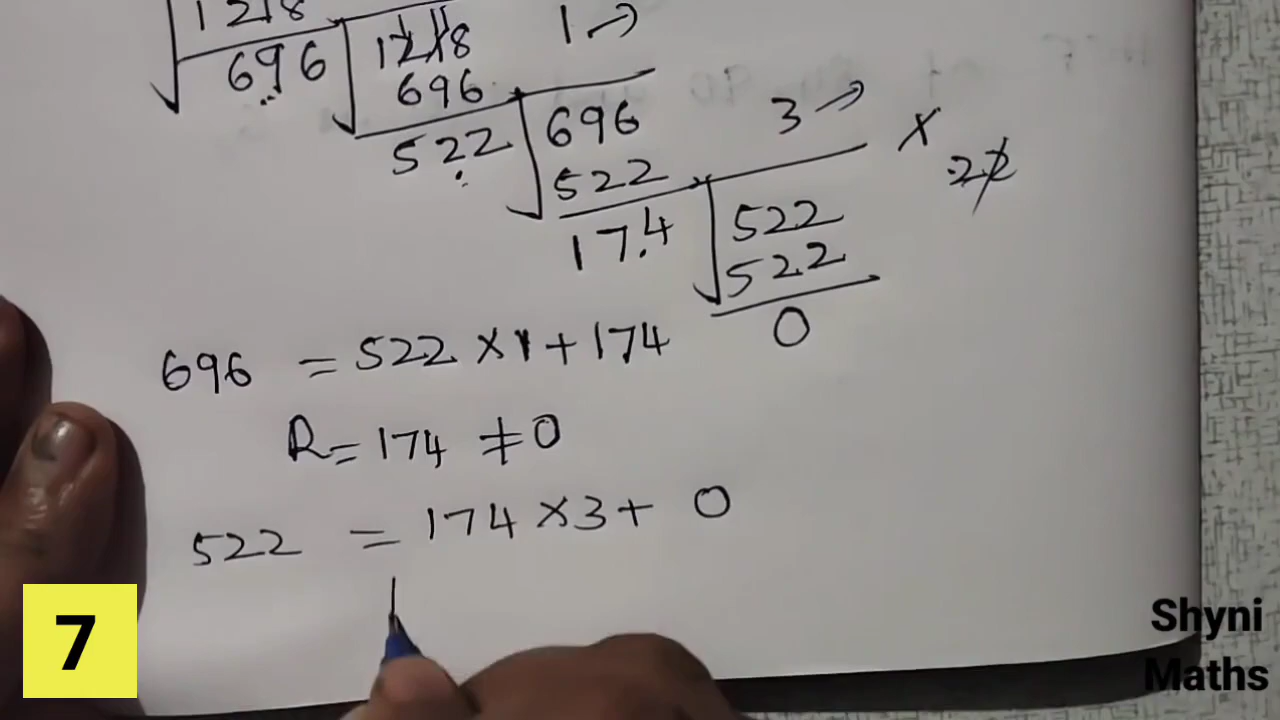 1218
696 1218 1
696
522 696 3 x
522 .22
174 522
522
696 = 522 x 1 + 174 0
R = 174 ≠ 0
522 = 174 x 3 + 0
7
Shyni
Maths